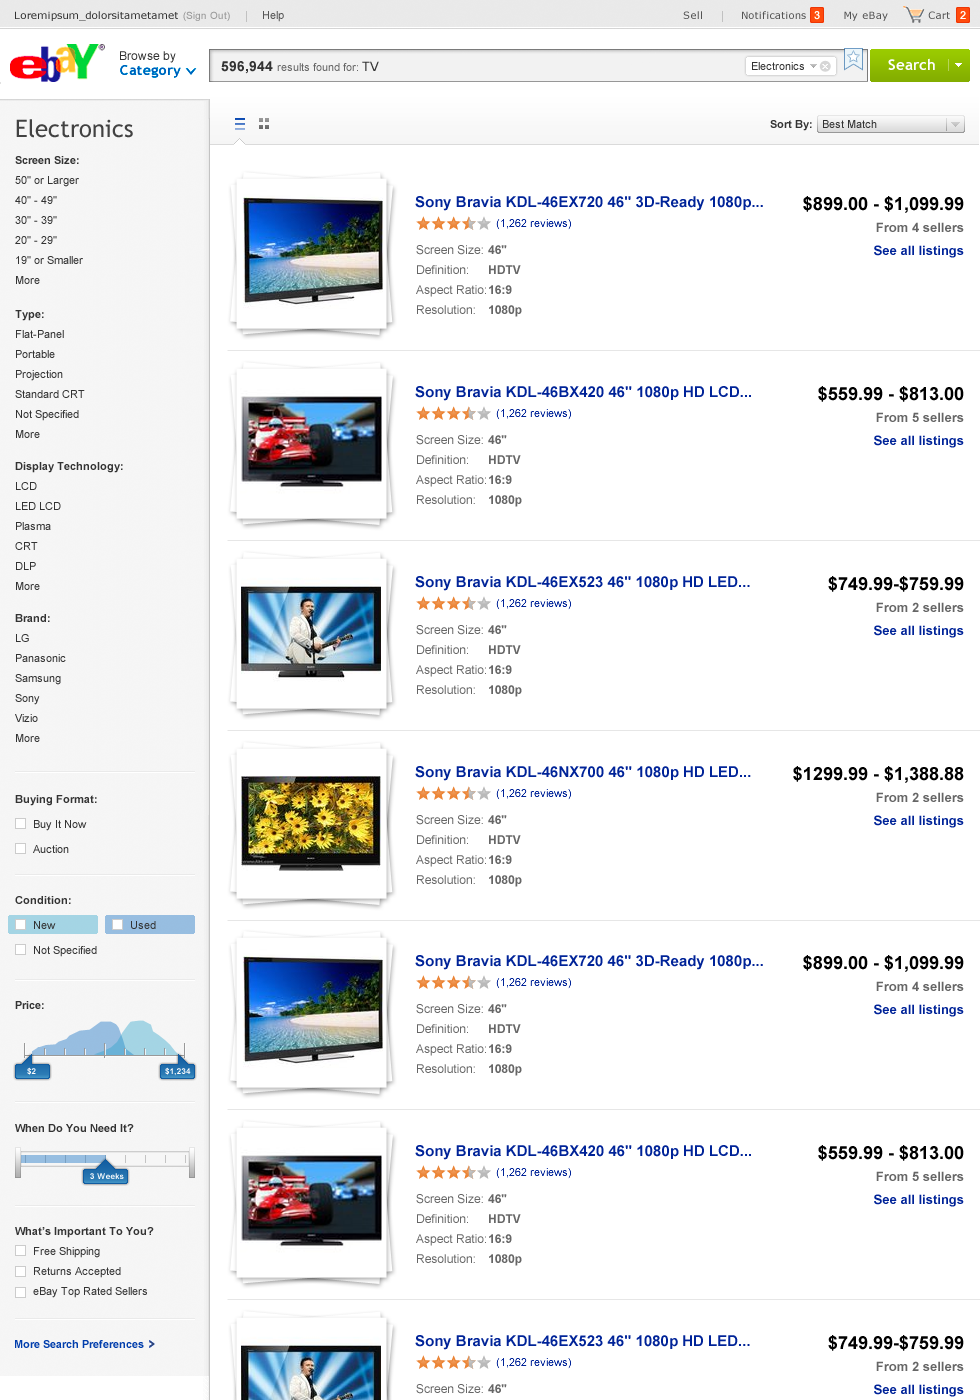 Loremipsum_dolorsitametamet (Sign Out) Help Sell Notifications 3 My eBay Cart 2
ebaY®
Browse by
Category
596,944 results found for: TV
Electronics
Search
Electronics
Screen Size:
50" or Larger
40" - 49"
30" - 39"
20" - 29"
19" or Smaller
More
Type:
Flat-Panel
Portable
Projection
Standard CRT
Not Specified
More
Display Technology:
LCD
LED LCD
Plasma
CRT
DLP
More
Brand:
LG
Panasonic
Samsung
Sony
Vizio
More
Buying Format:
Buy It Now
Auction
Condition:
New Used
Not Specified
Price:
$2 $1,234
When Do You Need It?
3 Weeks
What's Important To You?
Free Shipping
Returns Accepted
eBay Top Rated Sellers
More Search Preferences >
Sort By: Best Match
Sony Bravia KDL-46EX720 46" 3D-Ready 1080p... $899.00 - $1,099.99
(1,262 reviews) From 4 sellers
Screen Size: 46" See all listings
Definition: HDTV
Aspect Ratio: 16:9
Resolution: 1080p
Sony Bravia KDL-46BX420 46" 1080p HD LCD... $559.99 - $813.00
(1,262 reviews) From 5 sellers
Screen Size: 46" See all listings
Definition: HDTV
Aspect Ratio: 16:9
Resolution: 1080p
Sony Bravia KDL-46EX523 46" 1080p HD LED... $749.99-$759.99
(1,262 reviews) From 2 sellers
Screen Size: 46" See all listings
Definition: HDTV
Aspect Ratio: 16:9
Resolution: 1080p
Sony Bravia KDL-46NX700 46" 1080p HD LED... $1299.99 - $1,388.88
(1,262 reviews) From 2 sellers
Screen Size: 46" See all listings
Definition: HDTV
Aspect Ratio: 16:9
Resolution: 1080p
Sony Bravia KDL-46EX720 46" 3D-Ready 1080p... $899.00 - $1,099.99
(1,262 reviews) From 4 sellers
Screen Size: 46" See all listings
Definition: HDTV
Aspect Ratio: 16:9
Resolution: 1080p
Sony Bravia KDL-46BX420 46" 1080p HD LCD... $559.99 - $813.00
(1,262 reviews) From 5 sellers
Screen Size: 46" See all listings
Definition: HDTV
Aspect Ratio: 16:9
Resolution: 1080p
Sony Bravia KDL-46EX523 46" 1080p HD LED... $749.99-$759.99
(1,262 reviews) From 2 sellers
Screen Size: 46" See all listings